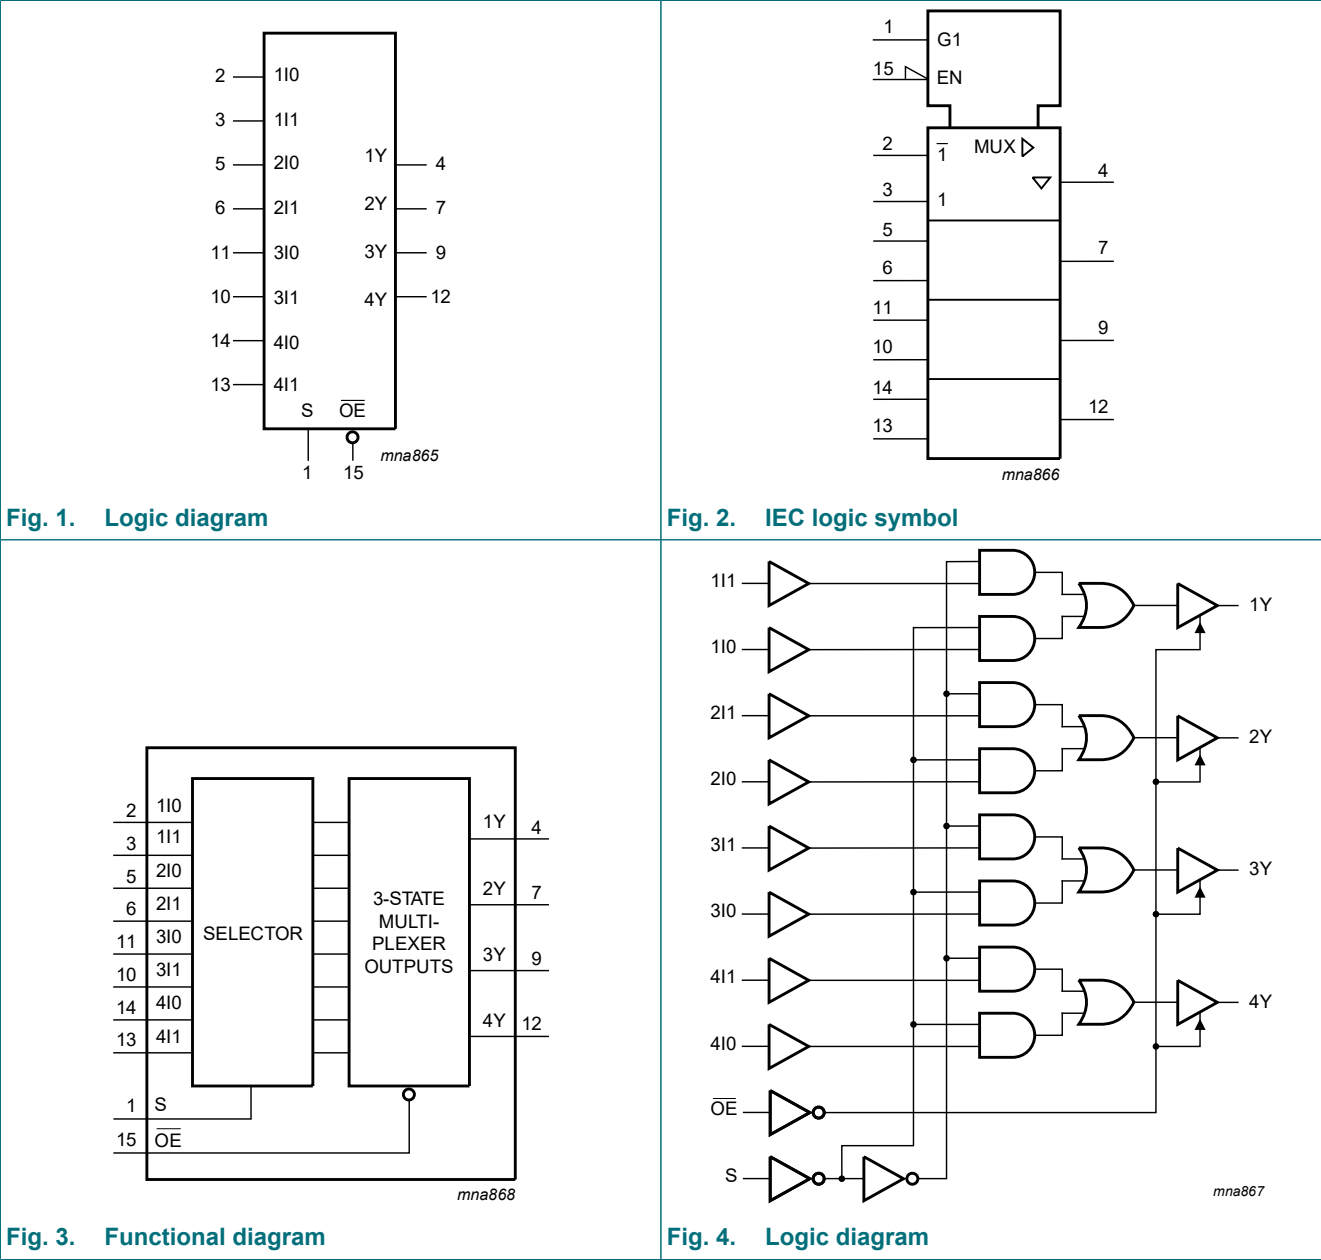 2 1I0
3 1I1
5 2I0
6 2I1
11 3I0
10 3I1
14 4I0
13 4I1
1Y 4
2Y 7
3Y 9
4Y 12
S O̅E̅
1 15
mna865
Fig. 1. Logic diagram
1 G1
15 EN
MUX
2 1̅
3 1
4
5
6
7
11
10
9
14
13
12
mna866
Fig. 2. IEC logic symbol
2 1I0
3 1I1
5 2I0
6 2I1
11 3I0
10 3I1
14 4I0
13 4I1
1 S
15 O̅E̅
SELECTOR
3-STATE
MULTI-
PLEXER
OUTPUTS
1Y 4
2Y 7
3Y 9
4Y 12
mna868
Fig. 3. Functional diagram
1I1
1I0
2I1
2I0
3I1
3I0
4I1
4I0
O̅E̅
S
1Y
2Y
3Y
4Y
mna867
Fig. 4. Logic diagram